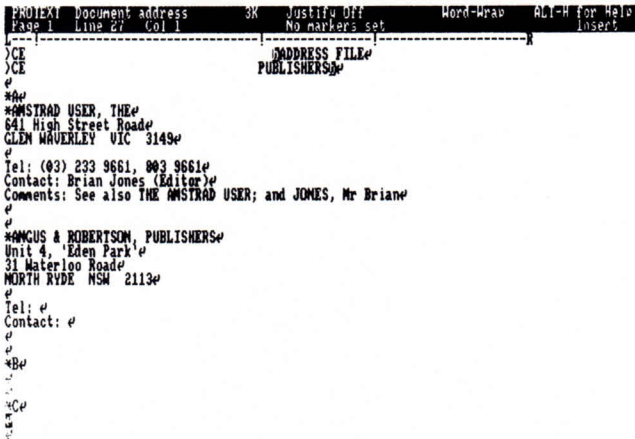 PROTEXT Document address 3K Justify Off Word-Wrap ALT-H for Help
Page 1 Line 27 Col 1 No markers set Insert
L---!------------------------------------!------------------!------------------------R
>CE ADDRESS FILE↵
>CE PUBLISHERS↵
↵
*A↵
*AMSTRAD USER, THE↵
641 High Street Road↵
GLEN WAVERLEY VIC 3149↵
↵
Tel: (03) 233 9661, 803 9661↵
Contact: Brian Jones (Editor)↵
Comments: See also THE AMSTRAD USER; and JONES, Mr Brian↵
↵
↵
*ANGUS & ROBERTSON, PUBLISHERS↵
Unit 4, 'Eden Park'↵
31 Waterloo Road↵
NORTH RYDE NSW 2113↵
↵
Tel: ↵
Contact: ↵
↵
↵
*B↵
↵
↵
*C↵